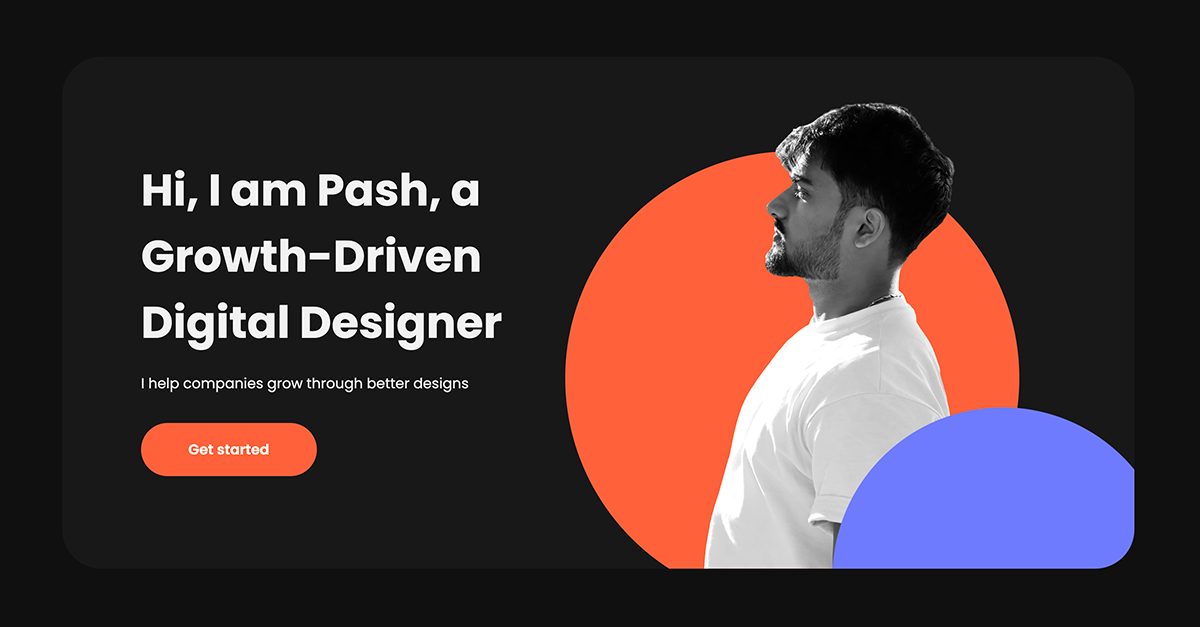 Hi, I am Pash, a
Growth-Driven
Digital Designer
I help companies grow through better designs
Get started